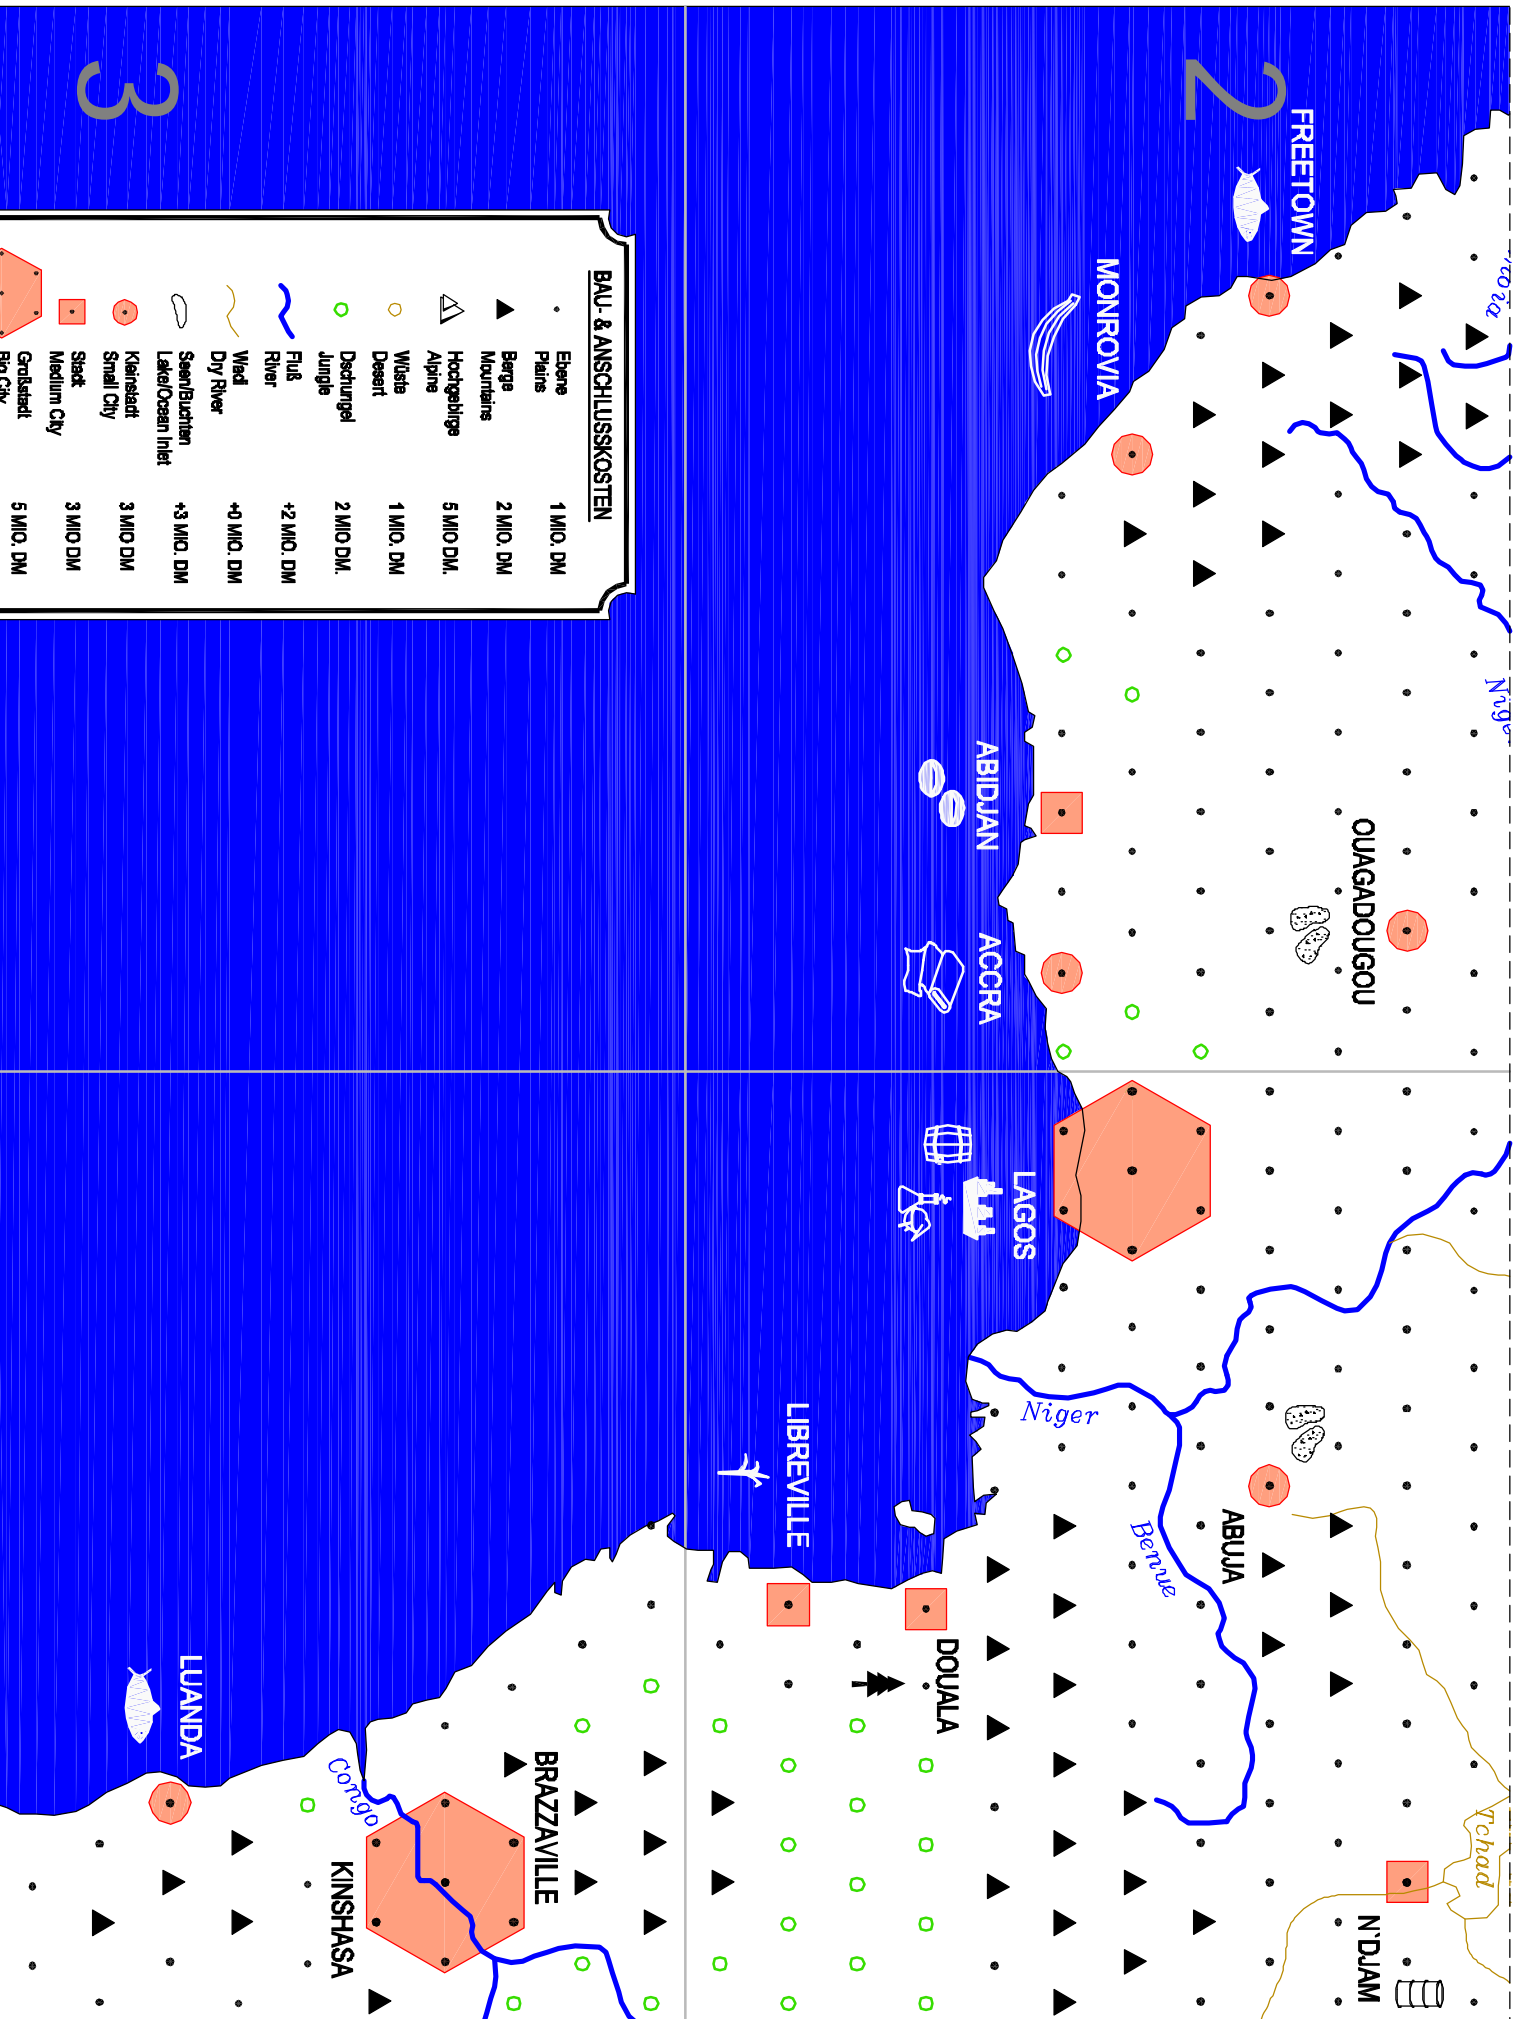 2
3
FREETOWN
MONROVIA
ABIDJAN
OUAGADOUGOU
ACCRA
LAGOS
Niger
Benue
ABUJA
LIBREVILLE
DOUALA
Tchad
N'DJAM
LUANDA
Congo
BRAZZAVILLE
KINSHASA
BAU- & ANSCHLUSSKOSTEN
Ebene
Plains
1 MIO. DM
Berge
Mountains
2 MIO. DM
Hochgebirge
Alpine
5 MIO DM.
Wüste
Desert
1 MIO. DM
Dschungel
Jungle
2 MIO DM.
Fluß
River
+2 MIO. DM
Wadi
Dry River
+0 MIO. DM
Seen/Buchten
Lake/Ocean Inlet
+3 MIO. DM
Kleinstadt
Small City
3 MIO DM
Stadt
Medium City
3 MIO DM
Großstadt
Big City
5 MIO. DM